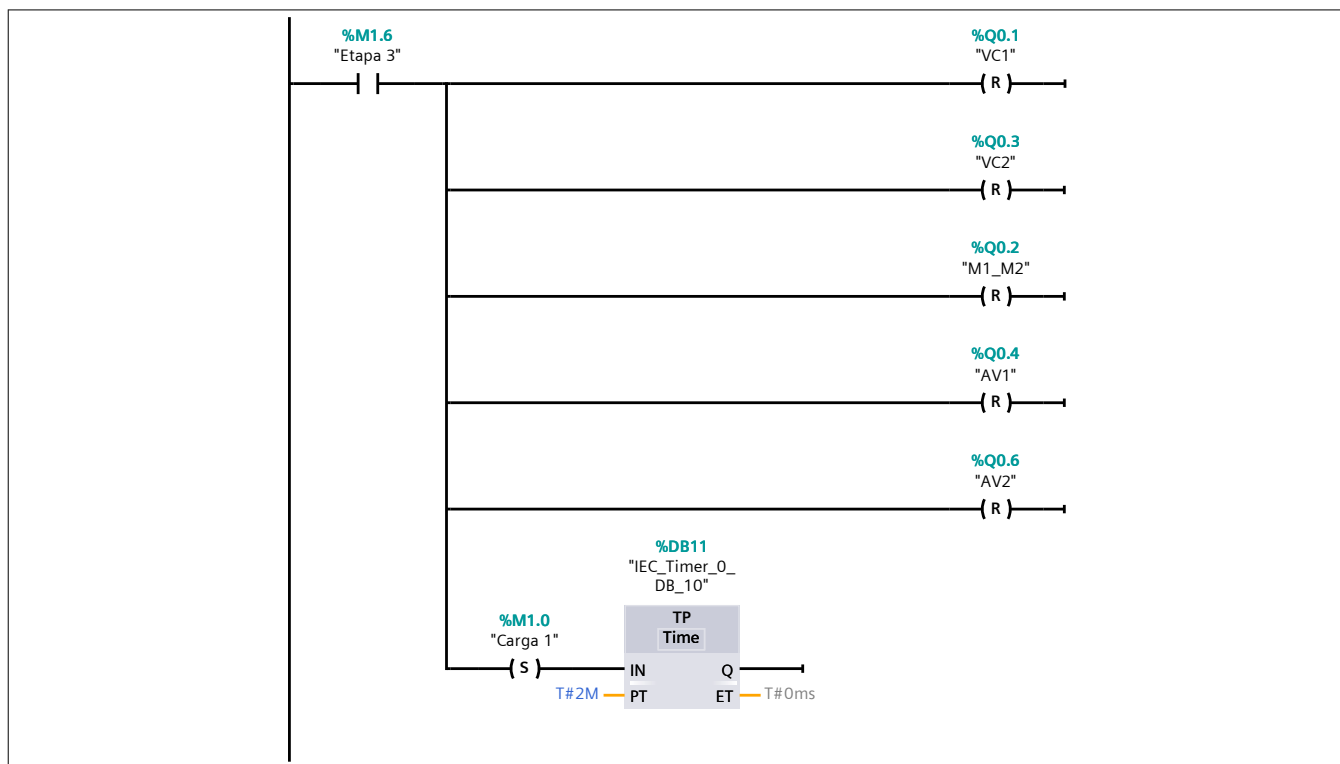 %M1.6
"Etapa 3"
%Q0.1
"VC1"
R
%Q0.3
"VC2"
R
%Q0.2
"M1_M2"
R
%Q0.4
"AV1"
R
%Q0.6
"AV2"
R
%DB11
"IEC_Timer_0_
DB_10"
TP
Time
%M1.0
"Carga 1"
S
IN
Q
T#2M
PT
ET
T#0ms